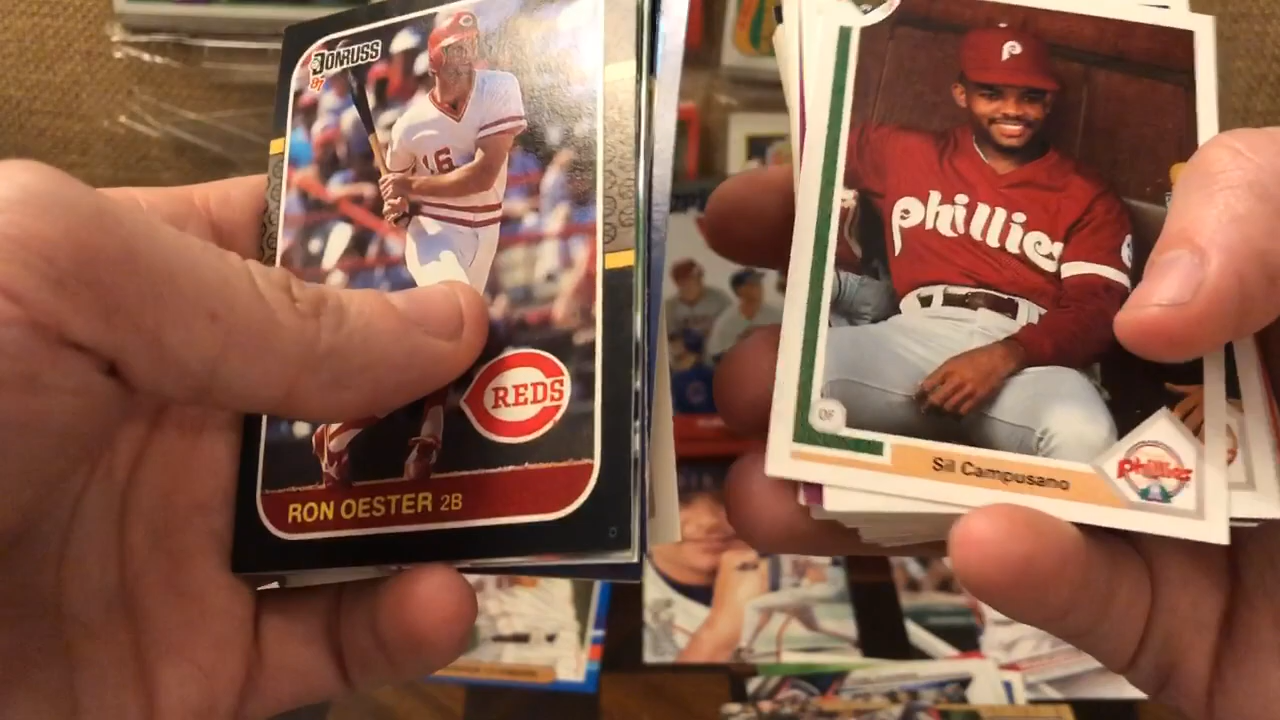 DONRUSS
87
16
REDS
RON OESTER 2B
P
Phillies
OF
Sil Campusano
Phillies